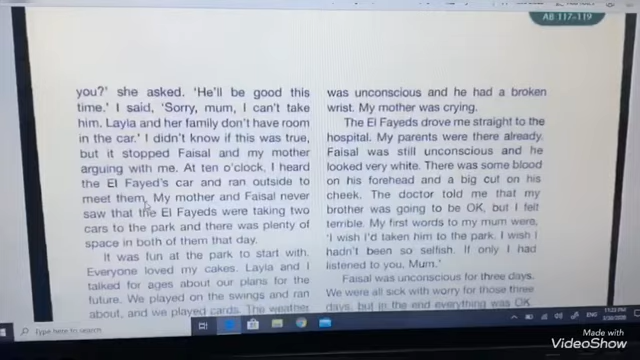 AB 117-119
you?' she asked. 'He'll be good this
time.' I said, 'Sorry, mum, I can't take
him. Layla and her family don't have room
in the car.' I didn't know if this was true,
but it stopped Faisal and my mother
arguing with me. At ten o'clock, I heard
the El Fayed's car and ran outside to
meet them. My mother and Faisal never
saw that the El Fayeds were taking two
cars to the park and there was plenty of
space in both of them that day.
It was fun at the park to start with.
Everyone loved my cakes. Layla and I
talked for ages about our plans for the
future. We played on the swings and ran
about, and we played cards. The weather
was unconscious and he had a broken
wrist. My mother was crying.
The El Fayeds drove me straight to the
hospital. My parents were there already.
Faisal was still unconscious and he
looked very white. There was some blood
on his forehead and a big cut on his
cheek. The doctor told me that my
brother was going to be OK, but I felt
terrible. My first words to my mum were,
'I wish I'd taken him to the park. I wish I
hadn't been so selfish. If only I had
listened to you, Mum.'
Faisal was unconscious for three days.
We were all sick with worry for those three
days, but in the end everything was OK
Type here to search
ENG
Made with
VideoShow